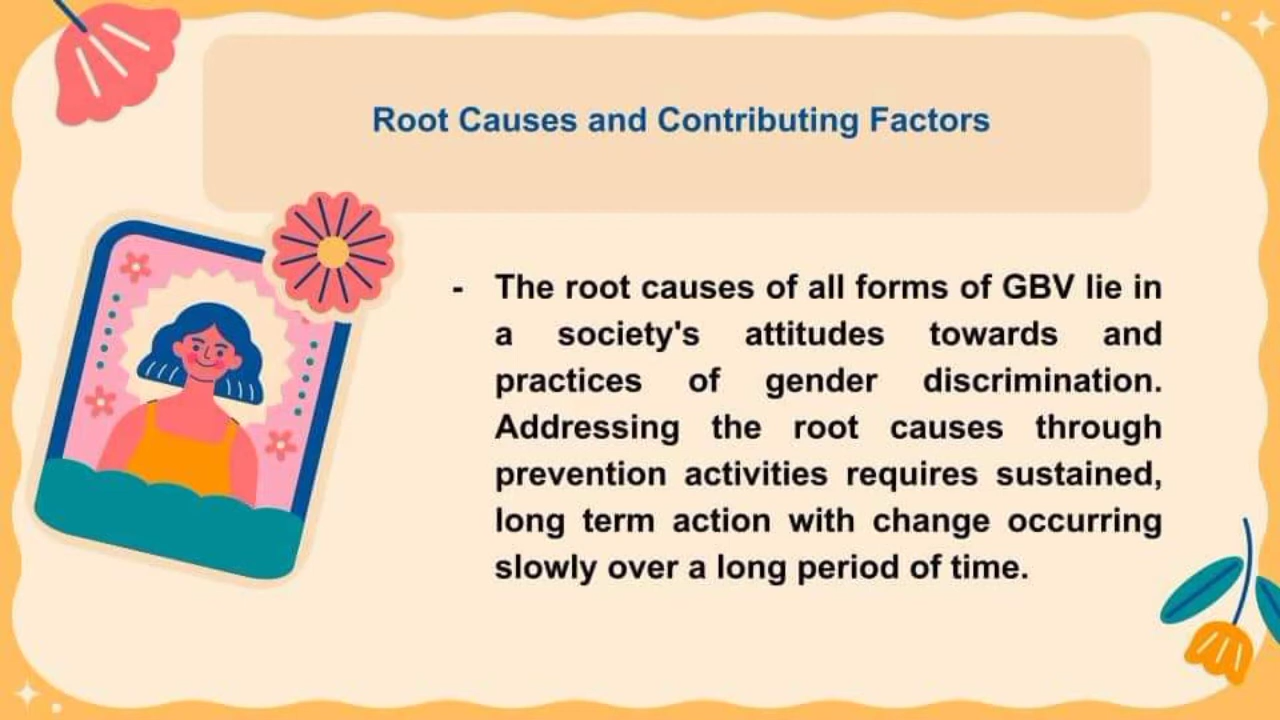 Root Causes and Contributing Factors
- The root causes of all forms of GBV lie in
a society's attitudes towards and
practices of gender discrimination.
Addressing the root causes through
prevention activities requires sustained,
long term action with change occurring
slowly over a long period of time.